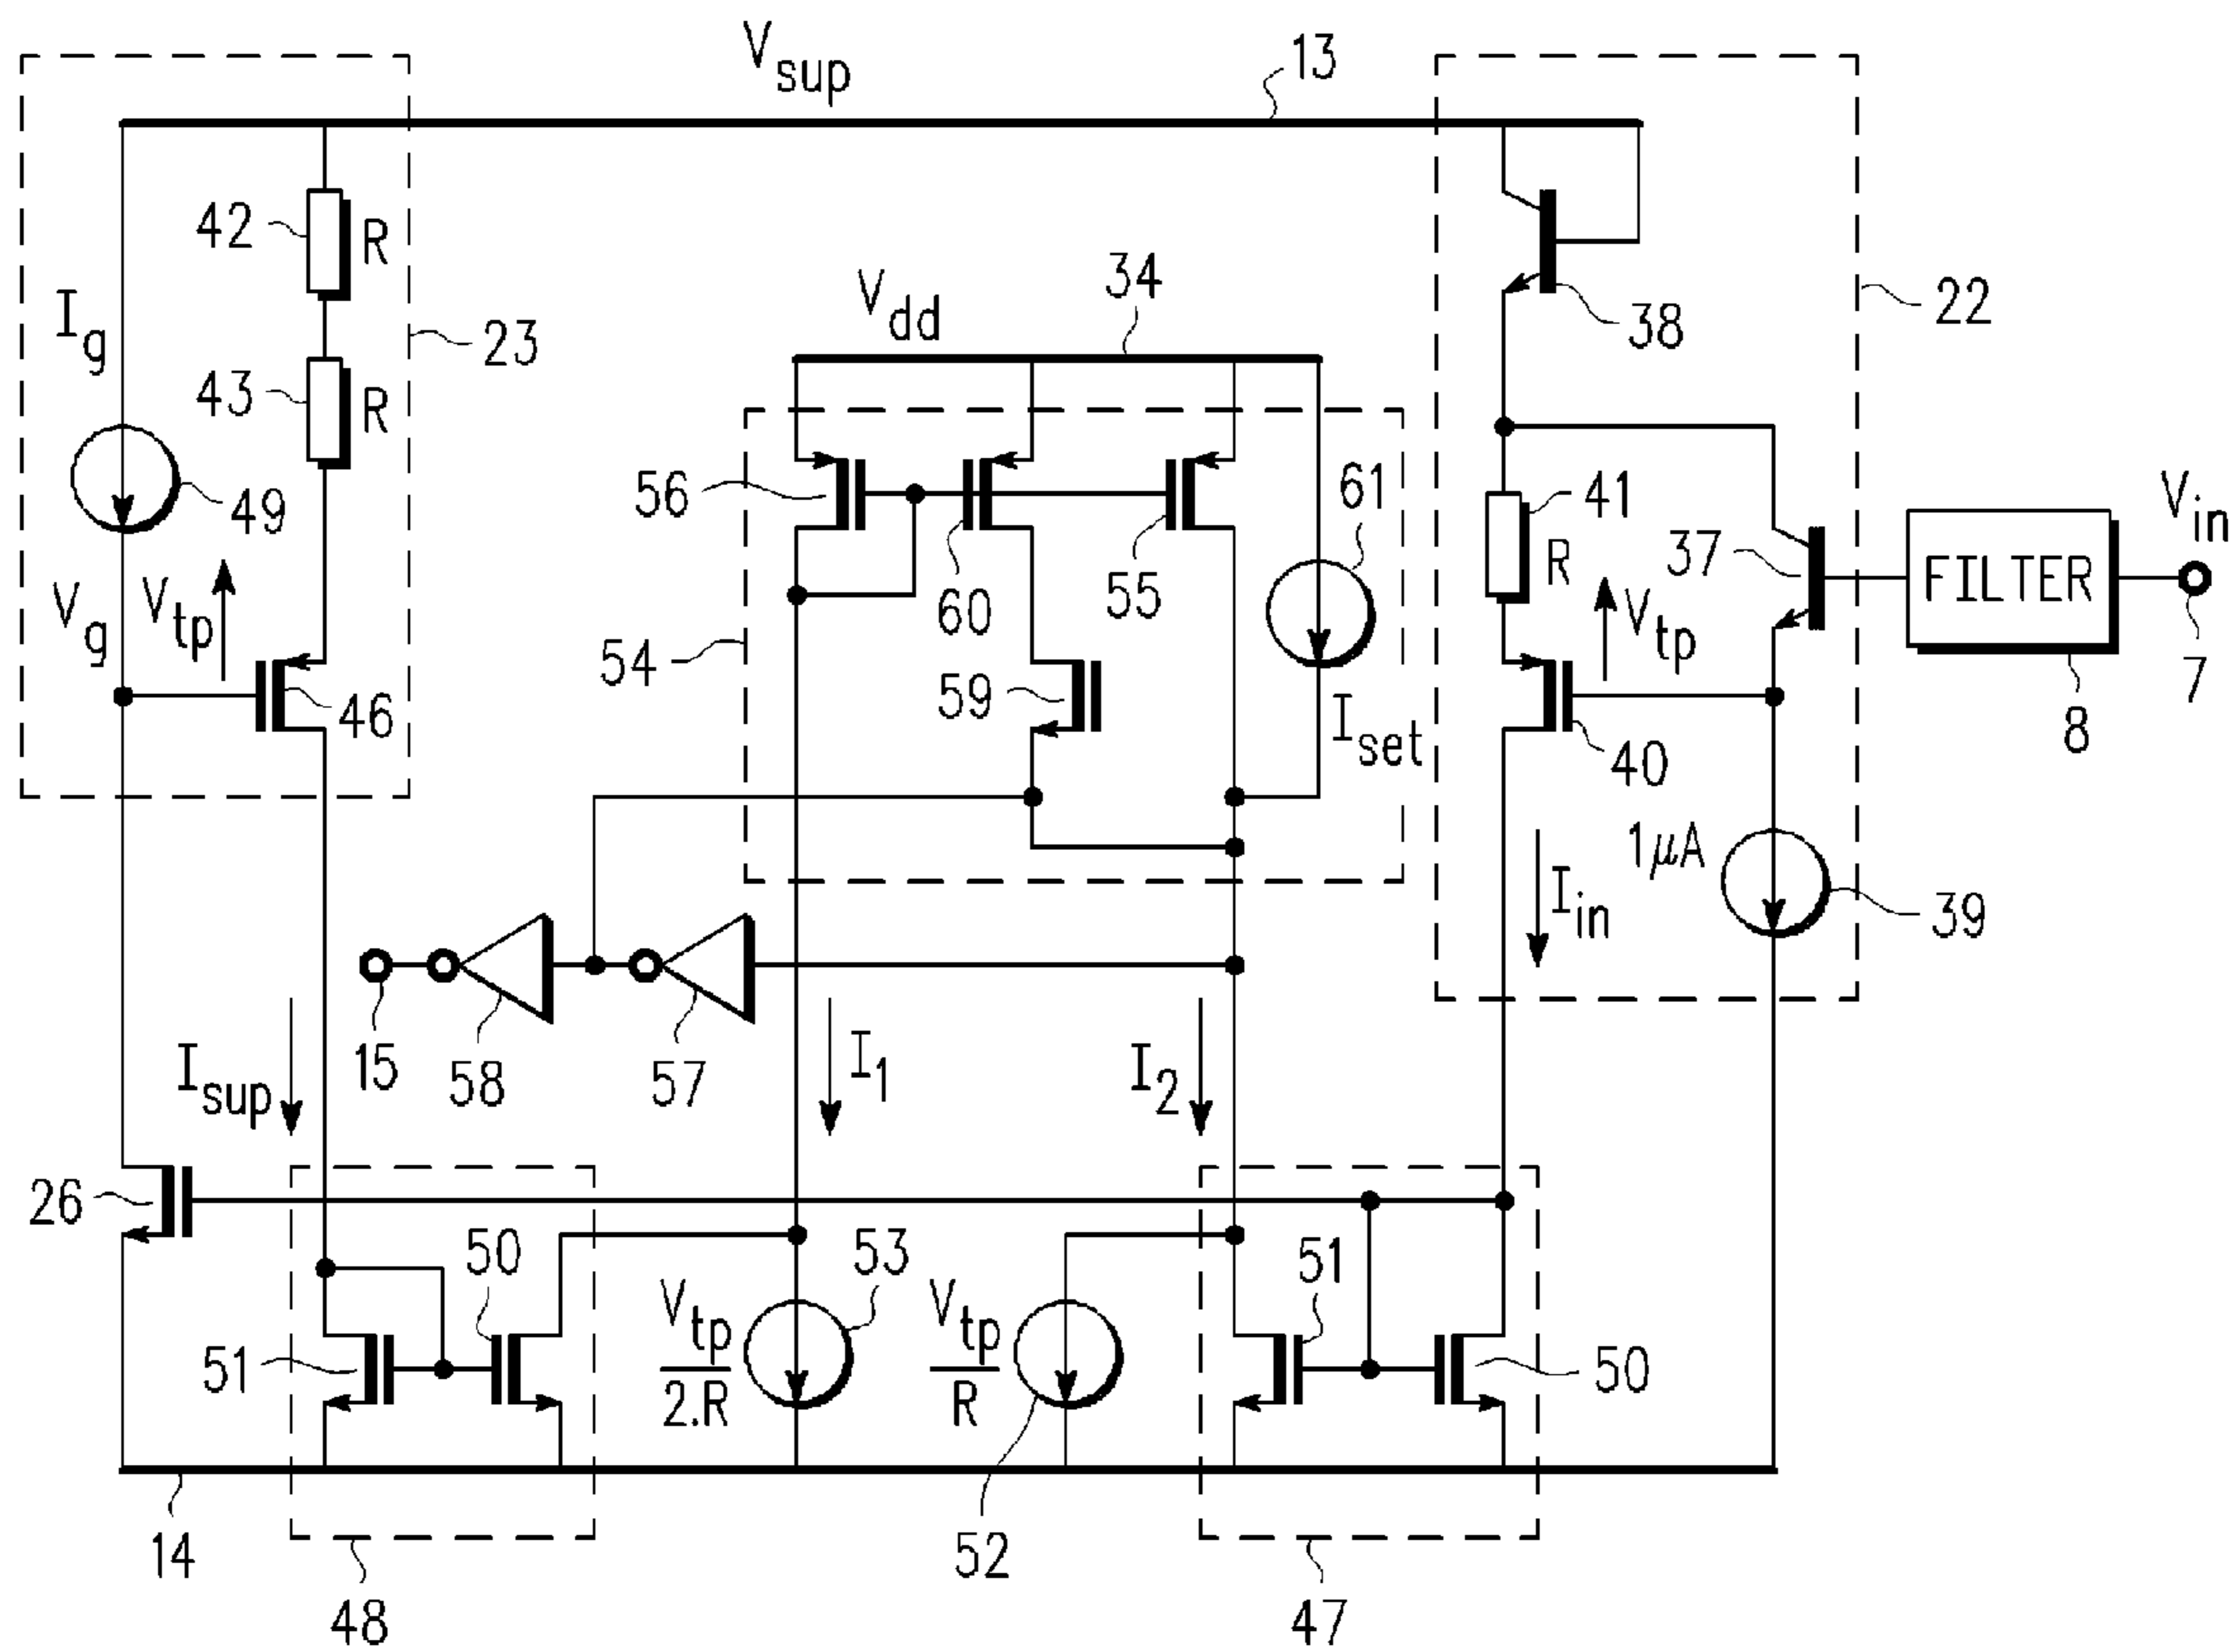 V_sup
13
42
R
I_g
23
34
V_dd
38
22
43
R
49
56
61
41
R
37
V_in
FILTER
V_g
V_tp
60
55
V_tp
54
59
46
I_set
40
8
7
1μA
I_in
39
I_sup
15
58
57
I_1
I_2
26
50
53
51
V_tp
2.R
V_tp
R
51
50
14
52
48
47